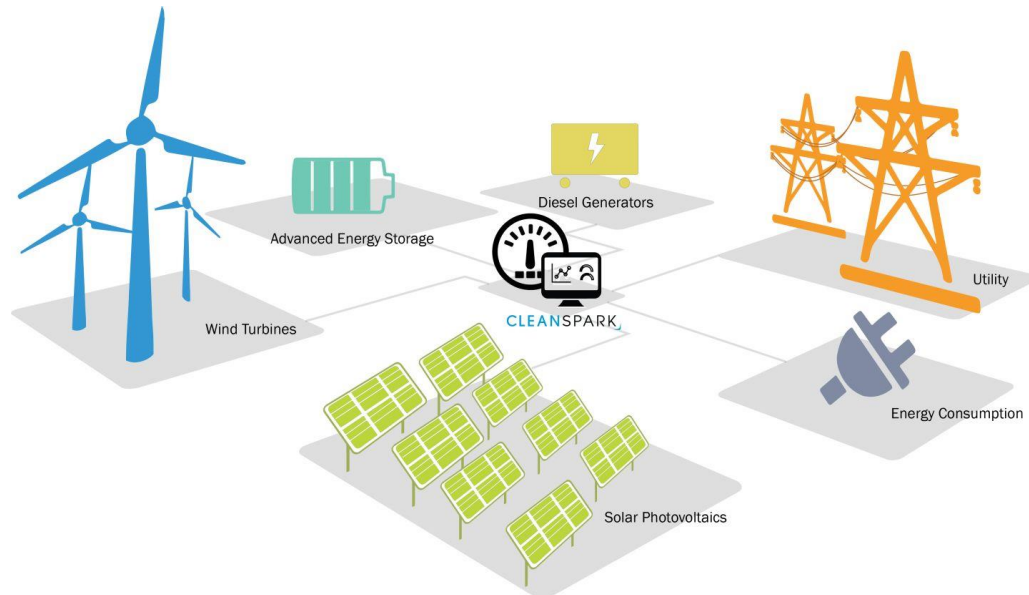 Diesel Generators
Advanced Energy Storage
Utility
CLEANSPARK
Wind Turbines
Energy Consumption
Solar Photovoltaics